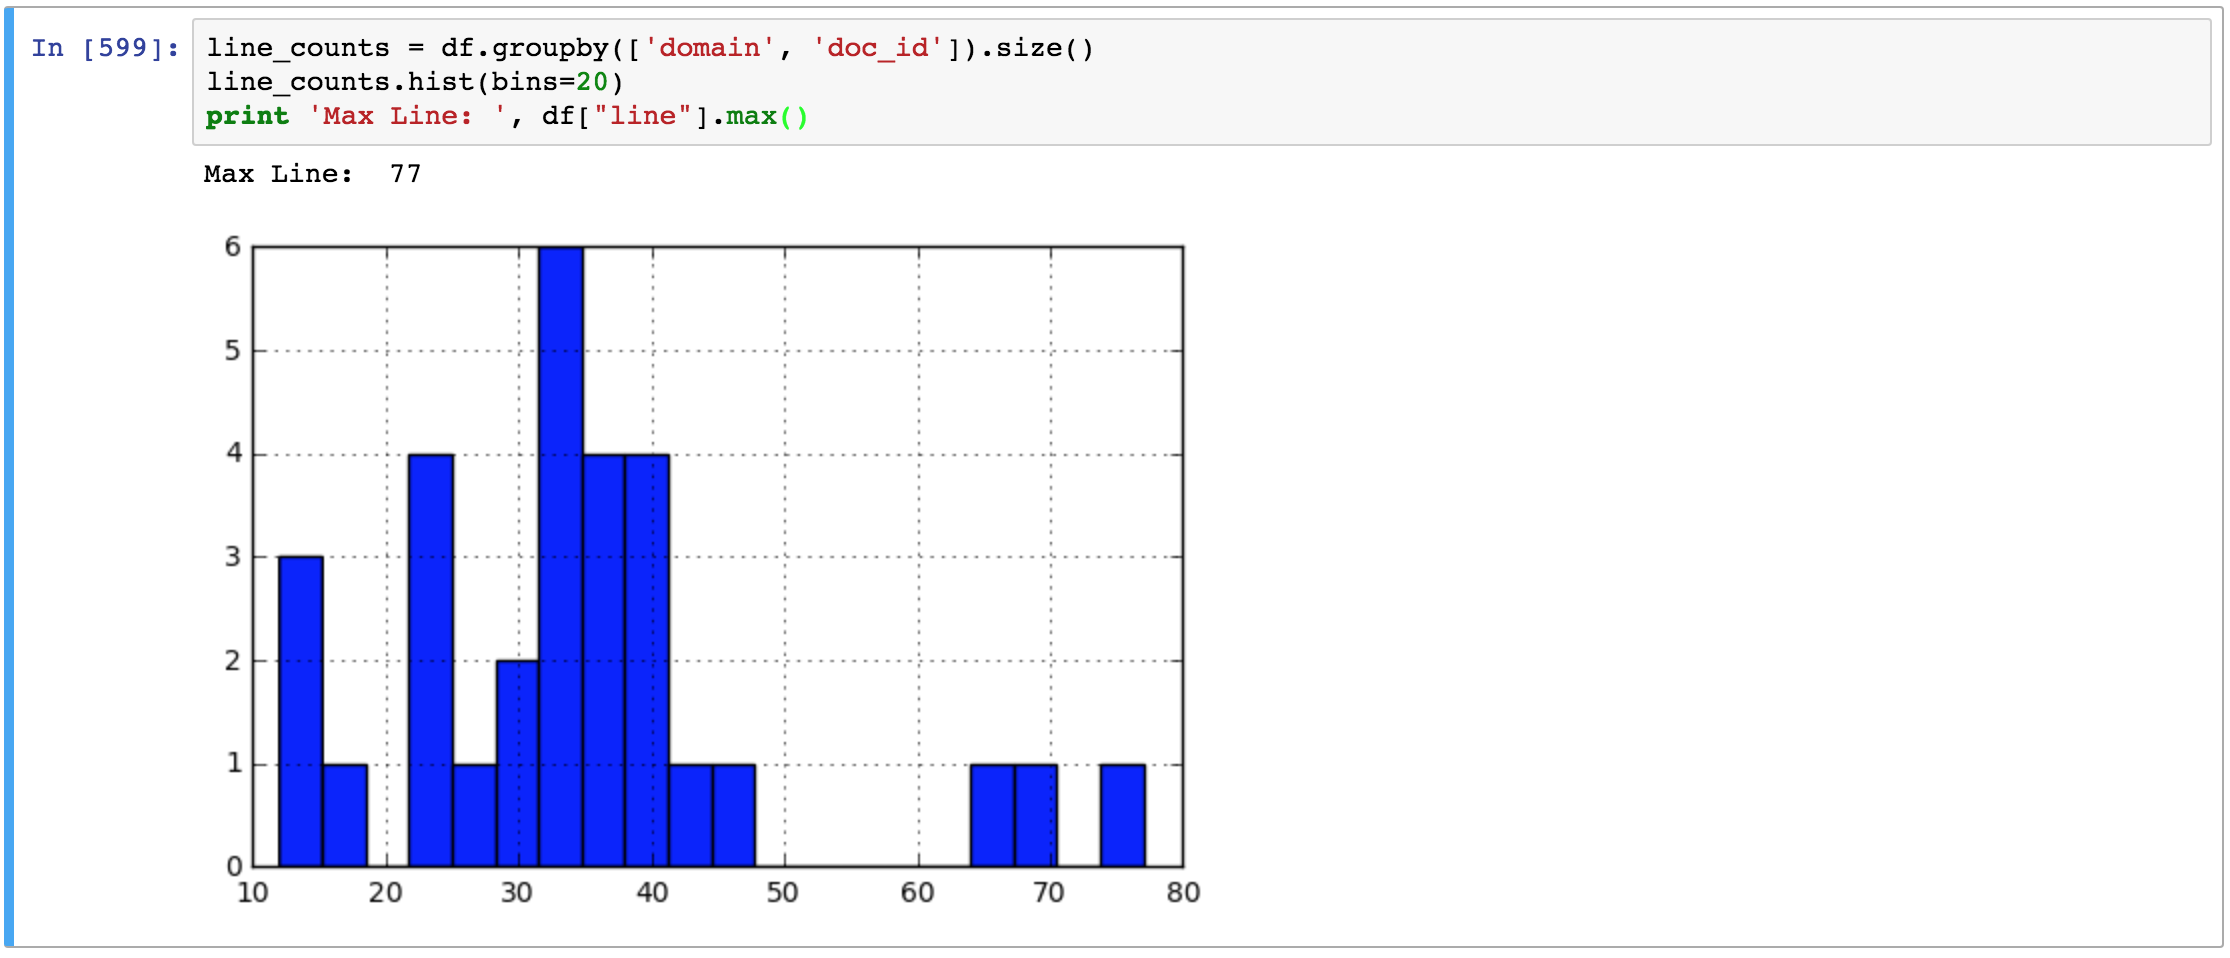 In [599]: line_counts = df.groupby(['domain', 'doc_id']).size()
line_counts.hist(bins=20)
print 'Max Line: ', df["line"].max()
Max Line:  77
6
5
4
3
2
1
0
10 20 30 40 50 60 70 80